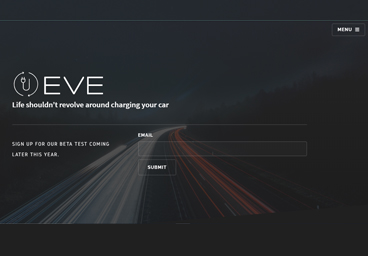 MENU
EVE
Life shouldn't revolve around charging your car
EMAIL
SIGN UP FOR OUR BETA TEST COMING
LATER THIS YEAR.
SUBMIT